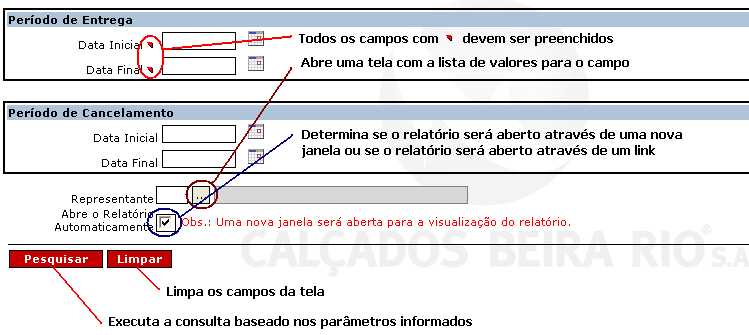 Período de Entrega
Data Inicial
Todos os campos com devem ser preenchidos
Data Final
Abre uma tela com a lista de valores para o campo
Período de Cancelamento
Data Inicial
Determina se o relatório será aberto através de uma nova
janela ou se o relatório será aberto através de um link
Data Final
Representante
...
Abre o Relatório
Automaticamente
Obs.: Uma nova janela será aberta para a visualização do relatório.
CALÇADOS BEIRA RIO® S.A
Pesquisar
Limpar
Limpa os campos da tela
Executa a consulta baseado nos parâmetros informados